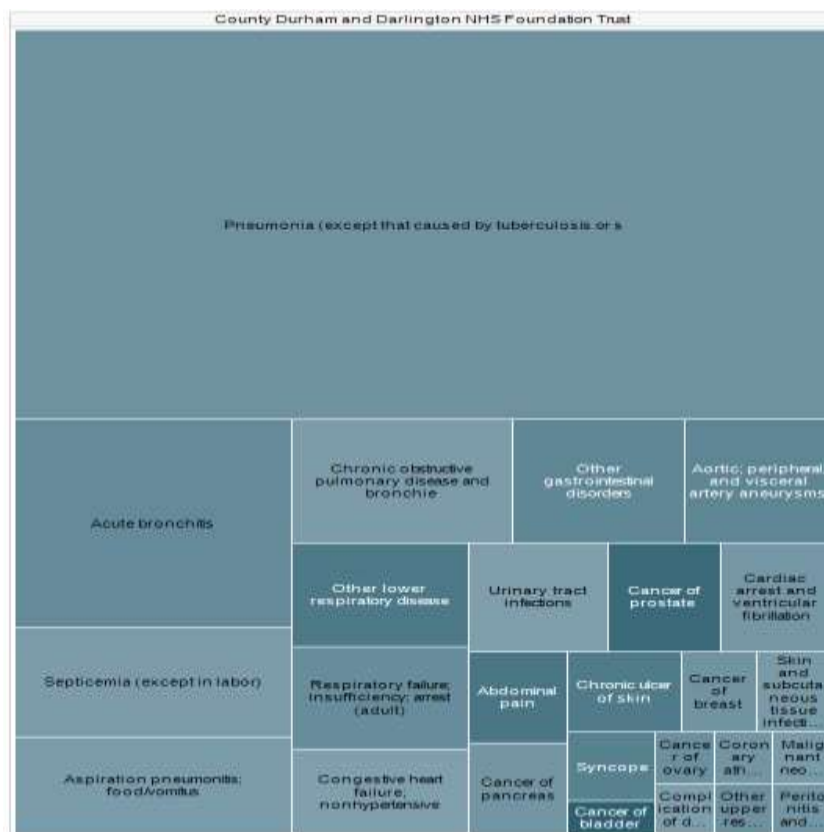 County Durham and Darlington NHS Foundation Trust
Pneumonia (except that caused by tuberculosis or s
Acute bronchitis
Septicemia (except in labor)
Aspiration pneumonitis;
food/vomitus
Chronic obstructive
pulmonary disease and
bronchie
Other
gastrointestinal
disorders
Aortic; peripheral;
and visceral
artery aneurysms
Other lower
respiratory disease
Urinary tract
infections
Cancer of
prostate
Cardiac
arrest and
ventricular
fibrillation
Respiratory failure;
insufficiency; arrest
(adult)
Congestive heart
failure;
nonhypertensive
Abdominal
pain
Cancer of
pancreas
Chronic ulcer
of skin
Cancer
of
breast
Skin
and
subcuta
neous
tissue
infecti...
Syncope
Cancer of
bladder
Cance
r of
ovary
Coron
ary
ath...
Malig
nant
neo...
Compl
ication
of d...
Other
upper
res...
Perito
nitis
and...